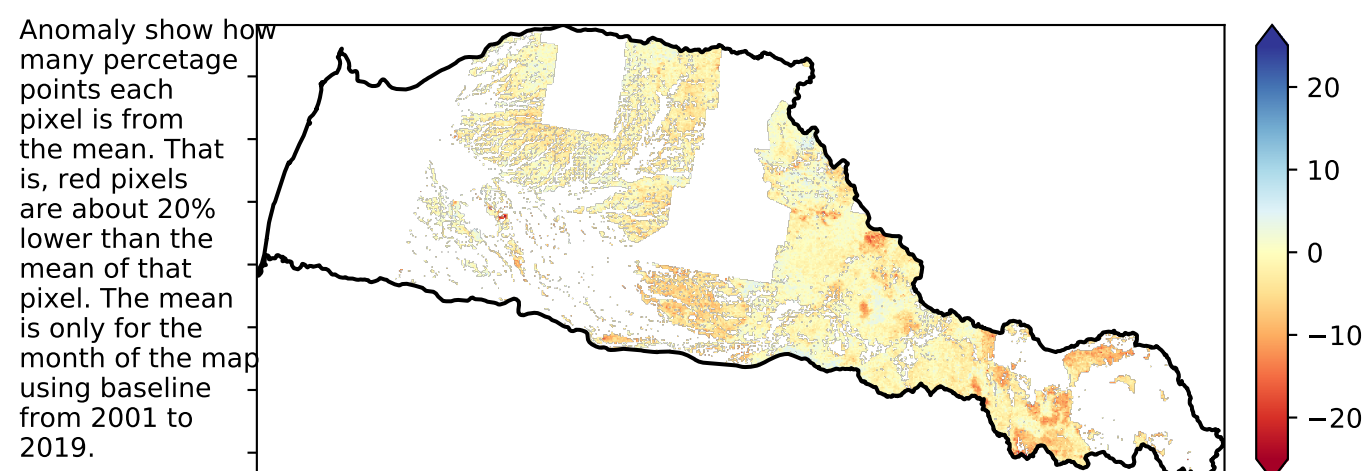 Anomaly show how
many percetage
points each
pixel is from
the mean. That
is, red pixels
are about 20%
lower than the
mean of that
pixel. The mean
is only for the
month of the map
using baseline
from 2001 to
2019.
20
10
0
−10
−20